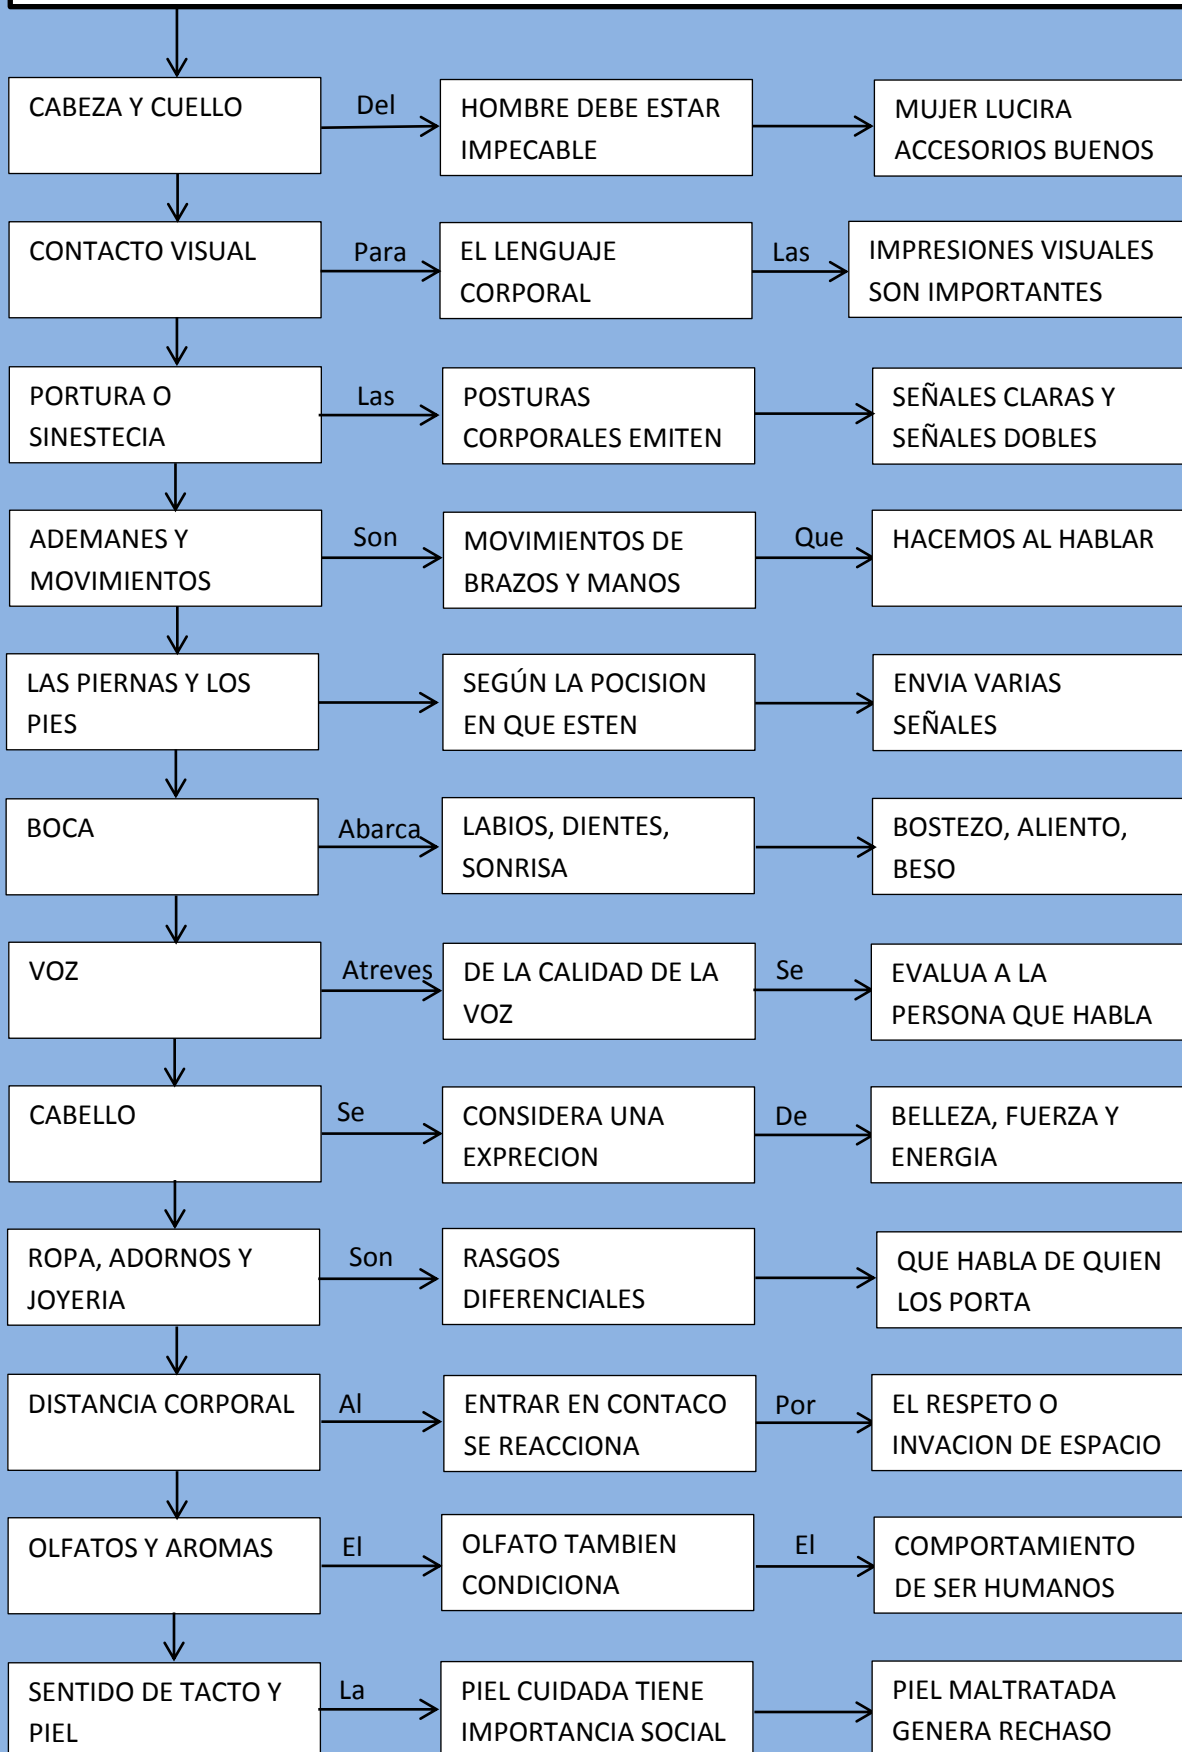 CABEZA Y CUELLO
Del
HOMBRE DEBE ESTAR
IMPECABLE
MUJER LUCIRA
ACCESORIOS BUENOS
CONTACTO VISUAL
Para
EL LENGUAJE
CORPORAL
Las
IMPRESIONES VISUALES
SON IMPORTANTES
PORTURA O
SINESTECIA
Las
POSTURAS
CORPORALES EMITEN
SEÑALES CLARAS Y
SEÑALES DOBLES
ADEMANES Y
MOVIMIENTOS
Son
MOVIMIENTOS DE
BRAZOS Y MANOS
Que
HACEMOS AL HABLAR
LAS PIERNAS Y LOS
PIES
SEGÚN LA POCISION
EN QUE ESTEN
ENVIA VARIAS
SEÑALES
BOCA
Abarca
LABIOS, DIENTES,
SONRISA
BOSTEZO, ALIENTO,
BESO
VOZ
Atreves
DE LA CALIDAD DE LA
VOZ
Se
EVALUA A LA
PERSONA QUE HABLA
CABELLO
Se
CONSIDERA UNA
EXPRECION
De
BELLEZA, FUERZA Y
ENERGIA
ROPA, ADORNOS Y
JOYERIA
Son
RASGOS
DIFERENCIALES
QUE HABLA DE QUIEN
LOS PORTA
DISTANCIA CORPORAL
Al
ENTRAR EN CONTACO
SE REACCIONA
Por
EL RESPETO O
INVACION DE ESPACIO
OLFATOS Y AROMAS
El
OLFATO TAMBIEN
CONDICIONA
El
COMPORTAMIENTO
DE SER HUMANOS
SENTIDO DE TACTO Y
PIEL
La
PIEL CUIDADA TIENE
IMPORTANCIA SOCIAL
PIEL MALTRATADA
GENERA RECHASO